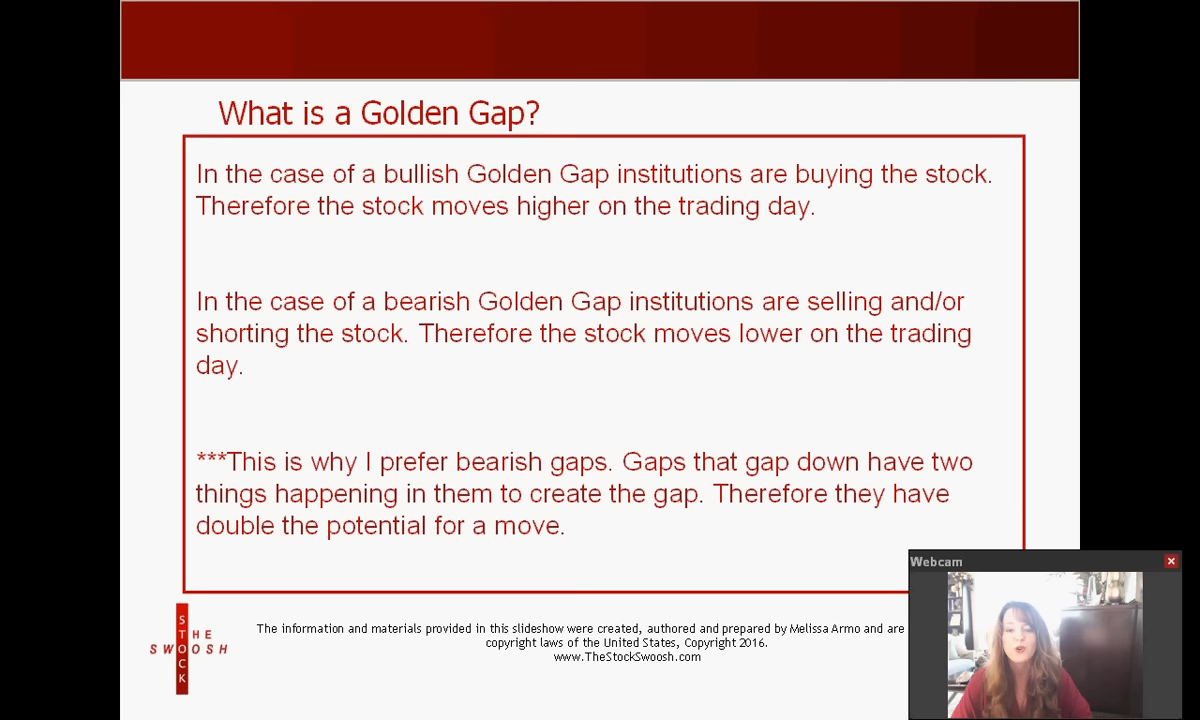 What is a Golden Gap?
In the case of a bullish Golden Gap institutions are buying the stock.
Therefore the stock moves higher on the trading day.
In the case of a bearish Golden Gap institutions are selling and/or
shorting the stock. Therefore the stock moves lower on the trading
day.
***This is why I prefer bearish gaps. Gaps that gap down have two
things happening in them to create the gap. Therefore they have
double the potential for a move.
Webcam
THE
SWOOSH
STOCK
The information and materials provided in this slideshow were created, authored and prepared by Melissa Armo and are
copyright laws of the United States, Copyright 2016.
www.TheStockSwoosh.com